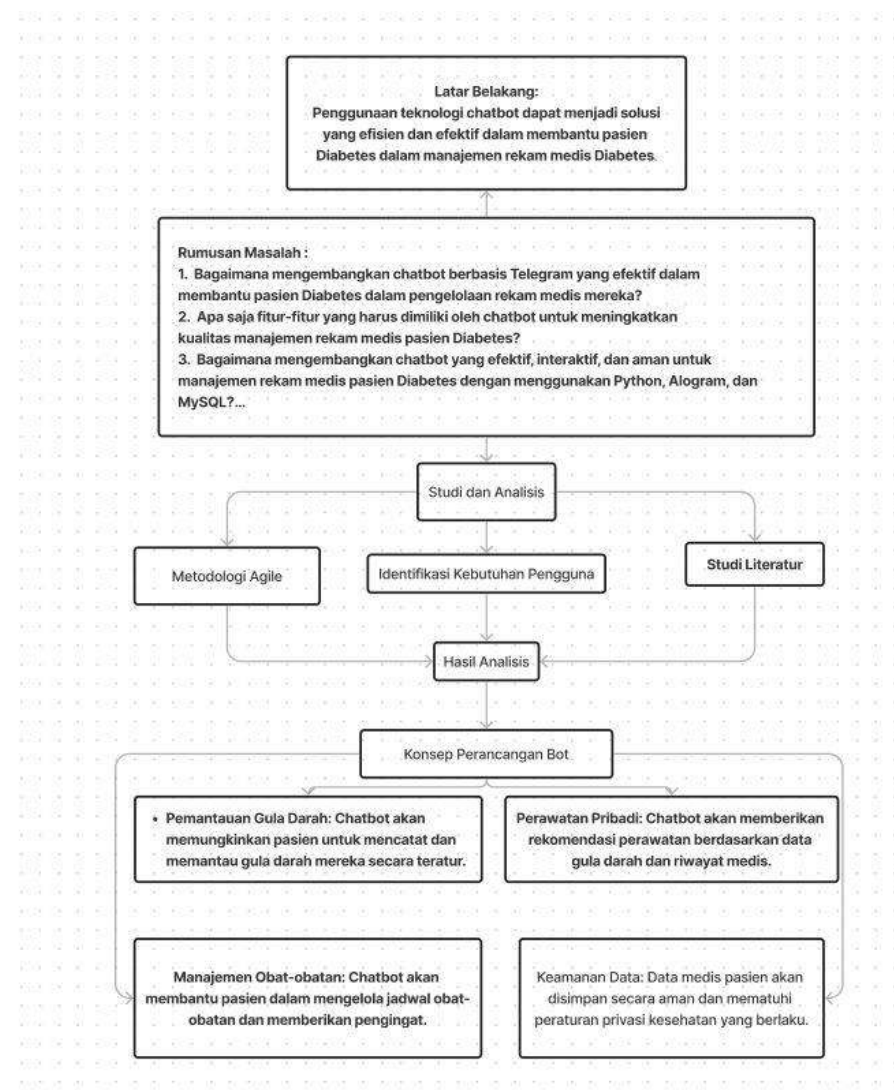 Latar Belakang:
Penggunaan teknologi chatbot dapat menjadi solusi
yang efisien dan efektif dalam membantu pasien
Diabetes dalam manajemen rekam medis Diabetes.
Rumusan Masalah :
1. Bagaimana mengembangkan chatbot berbasis Telegram yang efektif dalam
membantu pasien Diabetes dalam pengelolaan rekam medis mereka?
2. Apa saja fitur-fitur yang harus dimiliki oleh chatbot untuk meningkatkan
kualitas manajemen rekam medis pasien Diabetes?
3. Bagaimana mengembangkan chatbot yang efektif, interaktif, dan aman untuk
manajemen rekam medis pasien Diabetes dengan menggunakan Python, Alogram, dan
MySQL?...
Studi dan Analisis
Metodologi Agile
Identifikasi Kebutuhan Pengguna
Studi Literatur
Hasil Analisis
Konsep Perancangan Bot
• Pemantauan Gula Darah: Chatbot akan
memungkinkan pasien untuk mencatat dan
memantau gula darah mereka secara teratur.
Perawatan Pribadi: Chatbot akan memberikan
rekomendasi perawatan berdasarkan data
gula darah dan riwayat medis.
Manajemen Obat-obatan: Chatbot akan
membantu pasien dalam mengelola jadwal obat-
obatan dan memberikan pengingat.
Keamanan Data: Data medis pasien akan
disimpan secara aman dan mematuhi
peraturan privasi kesehatan yang berlaku.